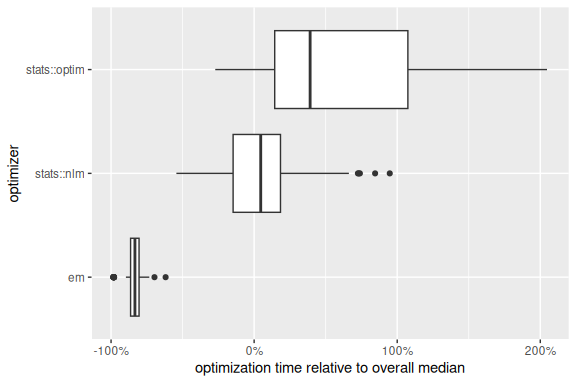 stats::optim
stats::nlm
em
optimizer
-100%
0%
100%
200%
optimization time relative to overall median